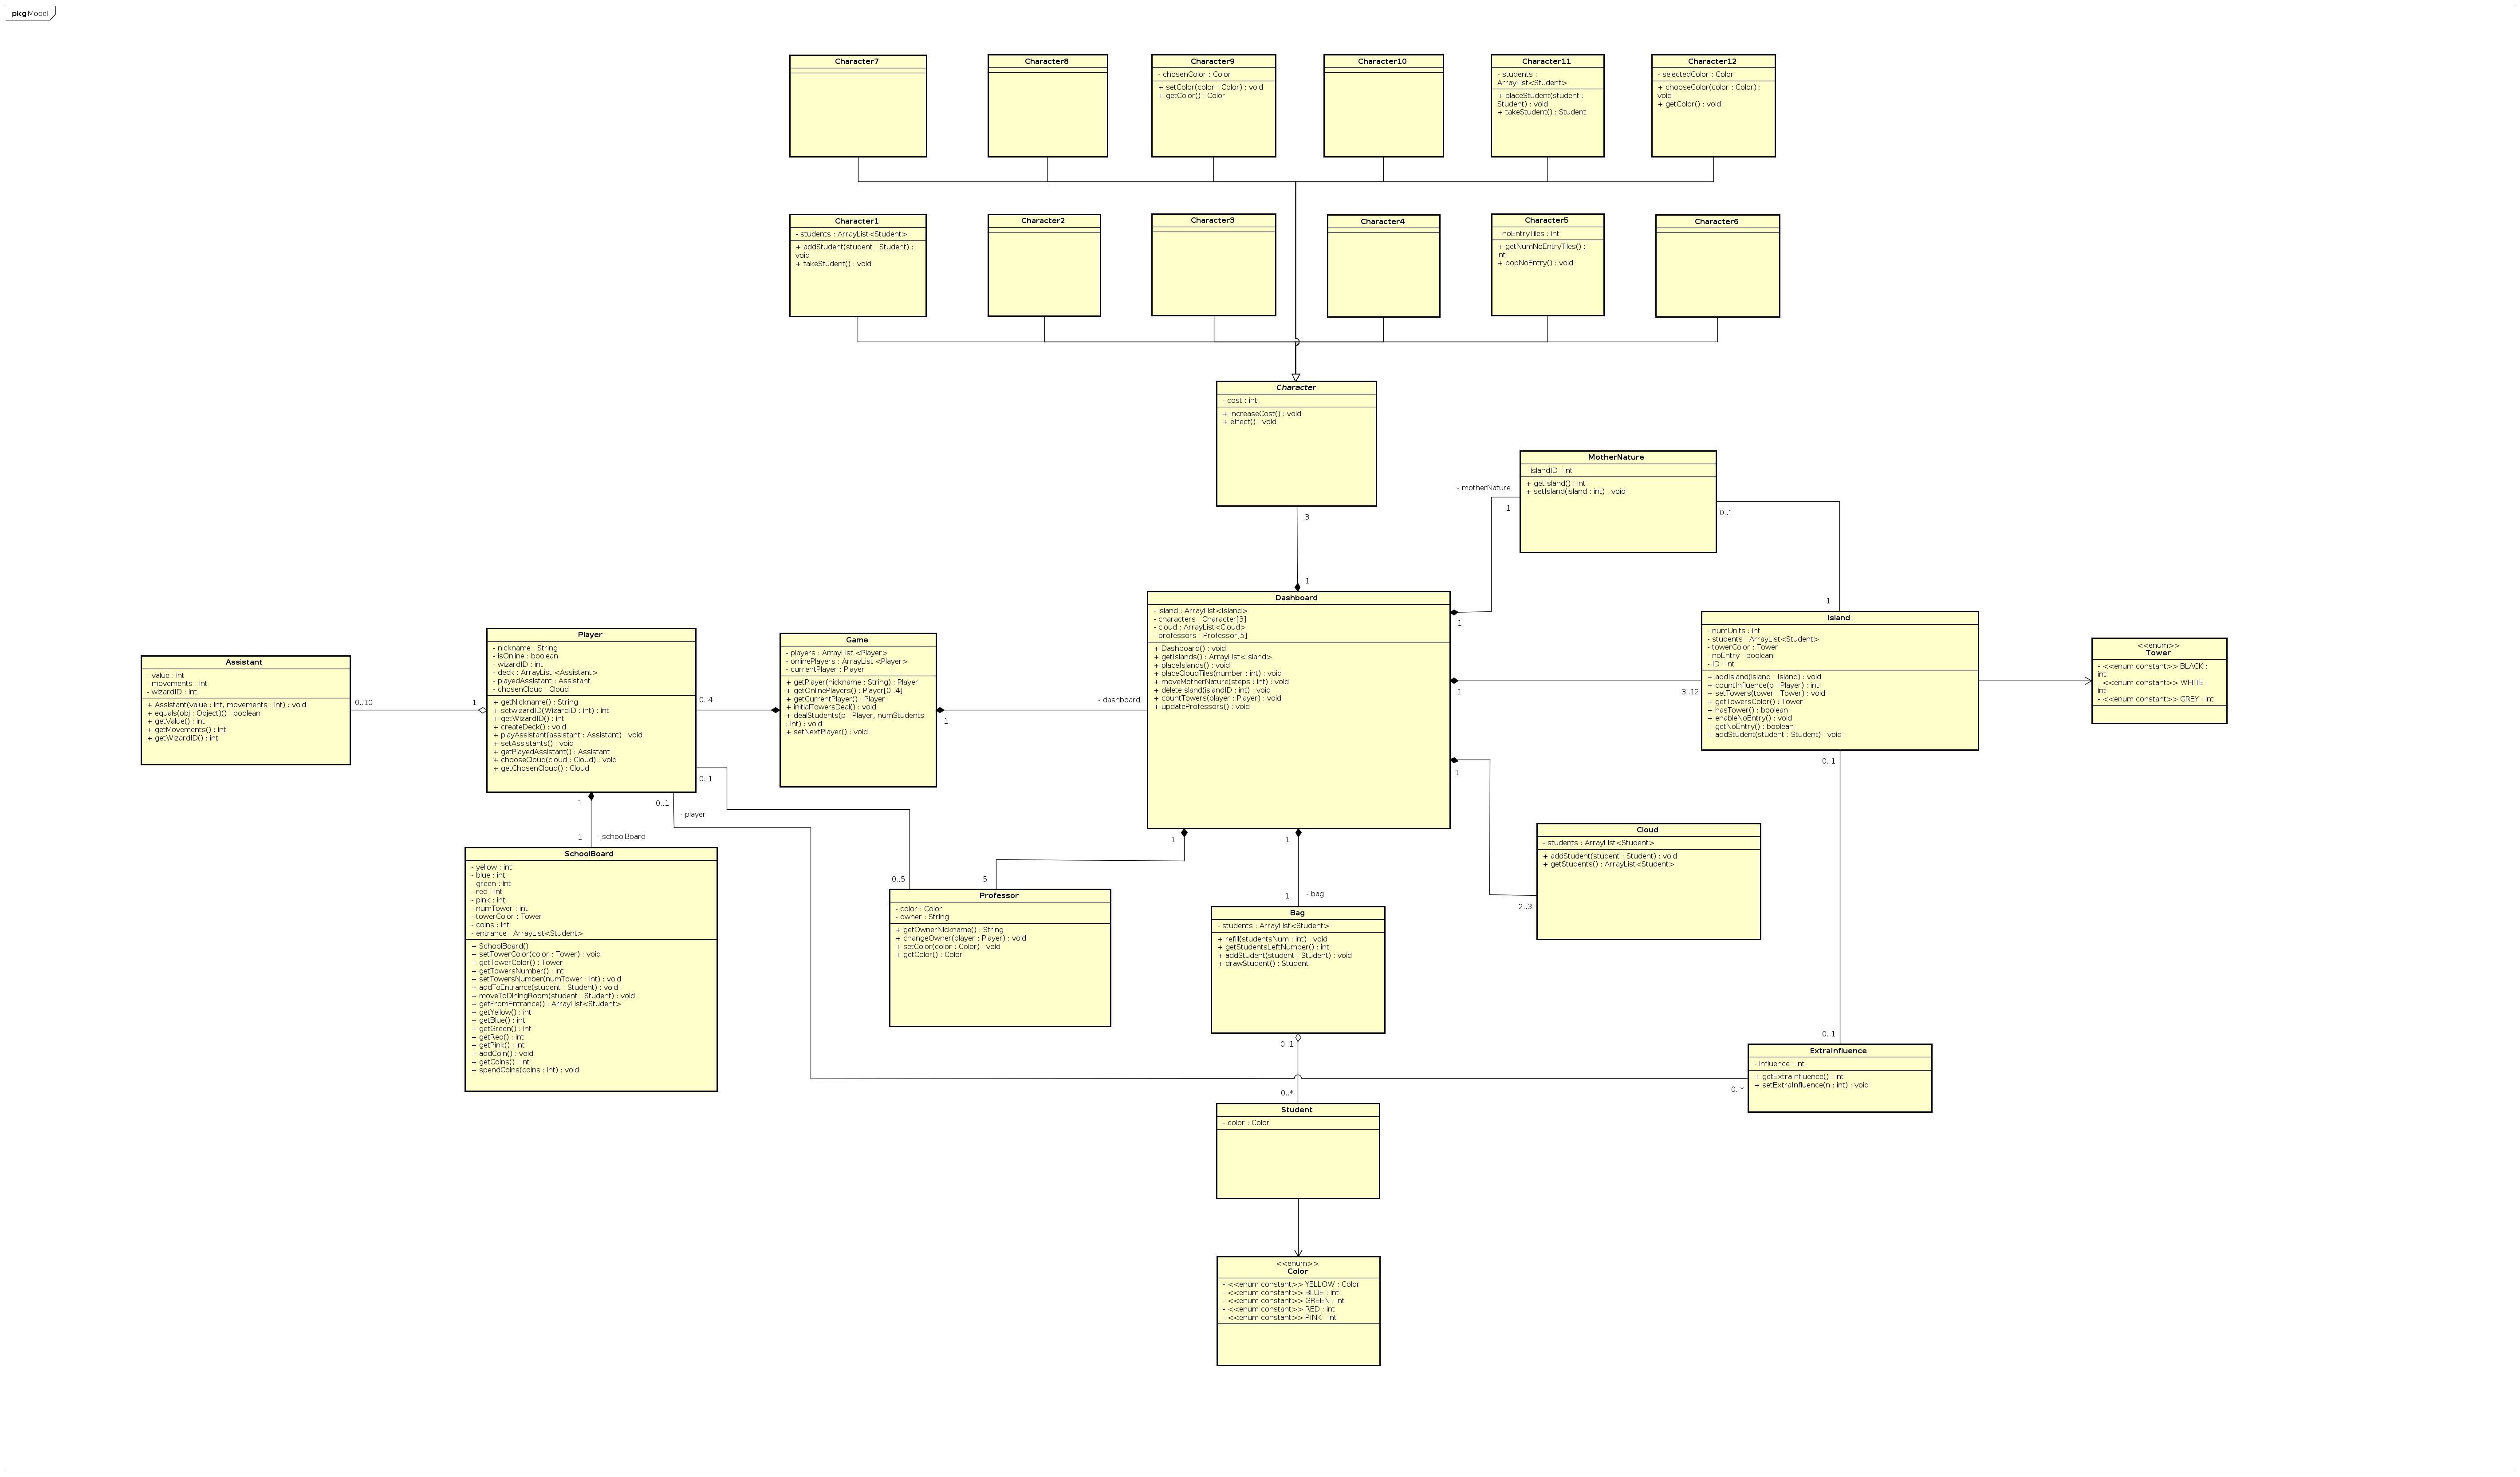 pkg Model
Character7
Character8
Character9
- chosenColor : Color
+ setColor(color : Color) : void
+ getColor() : Color
Character10
Character11
- students :
ArrayList<Student>
+ placeStudent(student :
Student) : void
+ takeStudent() : Student
Character12
- selectedColor : Color
+ chooseColor(color : Color) :
void
+ getColor() : void
Character1
- students : ArrayList<Student>
+ addStudent(student : Student) :
void
+ takeStudent() : void
Character2
Character3
Character4
Character5
- noEntryTiles : int
+ getNumNoEntryTiles() :
int
+ popNoEntry() : void
Character6
Character
- cost : int
+ increaseCost() : void
+ effect() : void
3
1
MotherNature
- islandID : int
+ getIsland() : int
+ setIsland(island : int) : void
- motherNature
1
0..1
1
1
Dashboard
- island : ArrayList<Island>
- characters : Character[3]
- cloud : ArrayList<Cloud>
- professors : Professor[5]
+ Dashboard() : void
+ getIslands() : ArrayList<Island>
+ placeIslands() : void
+ placeCloudTiles(number : int) : void
+ moveMotherNature(steps : int) : void
+ deleteIsland(islandID : int) : void
+ countTowers(player : Player) : void
+ updateProfessors() : void
1
3..12
Island
- numUnits : int
- students : ArrayList<Student>
- towerColor : Tower
- noEntry : boolean
- ID : int
+ addIsland(island : Island) : void
+ countInfluence(p : Player) : int
+ setTowers(tower : Tower) : void
+ getTowersColor() : Tower
+ hasTower() : boolean
+ enableNoEntry() : void
+ getNoEntry() : boolean
+ addStudent(student : Student) : void
<<enum>>
Tower
- <<enum constant>> BLACK :
int
- <<enum constant>> WHITE :
int
- <<enum constant>> GREY : int
Assistant
- value : int
- movements : int
- wizardID : int
+ Assistant(value : int, movements : int) : void
+ equals(obj : Object)() : boolean
+ getValue() : int
+ getMovements() : int
+ getWizardID() : int
0..10
1
Player
- nickname : String
- isOnline : boolean
- wizardID : int
- deck : ArrayList <Assistant>
- playedAssistant : Assistant
- chosenCloud : Cloud
+ getNickname() : String
+ setwizardID(WizardID : int) : int
+ getWizardID() : int
+ createDeck() : void
+ playAssistant(assistant : Assistant) : void
+ setAssistants() : void
+ getPlayedAssistant() : Assistant
+ chooseCloud(cloud : Cloud) : void
+ getChosenCloud() : Cloud
0..4
Game
- players : ArrayList <Player>
- onlinePlayers : ArrayList <Player>
- currentPlayer : Player
+ getPlayer(nickname : String) : Player
+ getOnlinePlayers() : Player[0..4]
+ getCurrentPlayer() : Player
+ initialTowersDeal() : void
+ dealStudents(p : Player, numStudents
: int) : void
+ setNextPlayer() : void
1
- dashboard
0..1
1
0..1
- player
1
- schoolBoard
SchoolBoard
- yellow : int
- blue : int
- green : int
- red : int
- pink : int
- numTower : int
- towerColor : Tower
- coins : int
- entrance : ArrayList<Student>
+ SchoolBoard()
+ setTowerColor(color : Tower) : void
+ getTowerColor() : Tower
+ getTowersNumber() : int
+ setTowersNumber(numTower : int) : void
+ addToEntrance(student : Student) : void
+ moveToDiningRoom(student : Student) : void
+ getFromEntrance() : ArrayList<Student>
+ getYellow() : int
+ getBlue() : int
+ getGreen() : int
+ getRed() : int
+ getPink() : int
+ addCoin() : void
+ getCoins() : int
+ spendCoins(coins : int) : void
1
1
0..5
5
Professor
- color : Color
- owner : String
+ getOwnerNickname() : String
+ changeOwner(player : Player) : void
+ setColor(color : Color) : void
+ getColor() : Color
1
- bag
Bag
- students : ArrayList<Student>
+ refill(studentsNum : int) : void
+ getStudentsLeftNumber() : int
+ addStudent(student : Student) : void
+ drawStudent() : Student
1
2..3
Cloud
- students : ArrayList<Student>
+ addStudent(student : Student) : void
+ getStudents() : ArrayList<Student>
0..1
0..1
ExtraInfluence
- influence : int
+ getExtraInfluence() : int
+ setExtraInfluence(n : int) : void
0..*
0..1
0..*
Student
- color : Color
<<enum>>
Color
- <<enum constant>> YELLOW : Color
- <<enum constant>> BLUE : int
- <<enum constant>> GREEN : int
- <<enum constant>> RED : int
- <<enum constant>> PINK : int